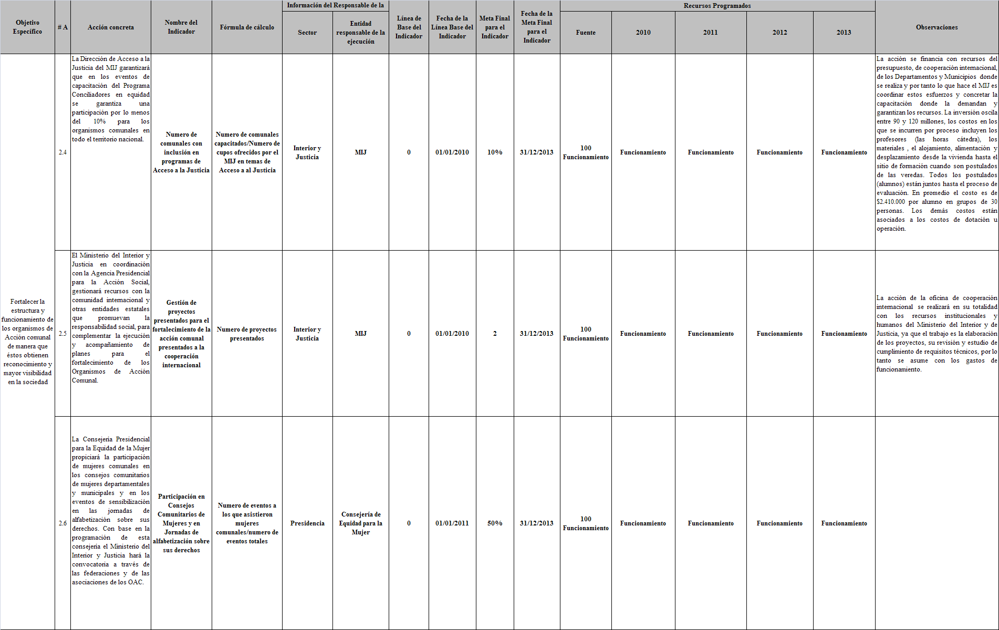 Objetivo
Específico
# A
Acción concreta
Nombre del
Indicador
Fórmula de cálculo
Información del Responsable de la
Sector
Entidad
responsable de la
ejecución
Línea de
Base del
Indicador
Fecha de la
Línea Base del
Indicador
Meta Final
para el
Indicador
Fecha de la
Meta Final
para el
Indicador
Recursos Programados
Fuente
2010
2011
2012
2013
Observaciones
Fortalecer la
estructura y
funcionamiento de
los organismos de
Acción comunal
de manera que
éstos obtienen
reconocimiento y
mayor visibilidad
en la sociedad
2.4
La Dirección de Acceso a la
Justicia del MIJ garantizará
que en los eventos de
capacitación del Programa
Conciliadores en equidad
se garantiza una
participación por lo menos
del 10% para los
organismos comunales en
todo el territorio nacional.
Numero de
comunales con
inclusión en
programas de
Acceso a la Justicia
Numero de comunales
capacitados/Numero de
cupos ofrecidos por el
MIJ en temas de
Acceso a al Justicia
Interior y
Justicia
MIJ
0
01/01/2010
10%
31/12/2013
100
Funcionamiento
Funcionamiento
Funcionamiento
Funcionamiento
Funcionamiento
La acción se financia con recursos del
presupuesto, de cooperación internacional,
de los Departamentos y Municipios donde
se realiza y por tanto lo que hace el MIJ es
coordinar estos esfuerzos y concretar la
capacitación donde la demandan y
garantizan los recursos. La inversión oscila
entre 90 y 120 millones, los costos en los
que se incurren por proceso incluyen los
profesores (las horas cátedra), los
materiales , el alojamiento, alimentación y
desplazamiento desde la vivienda hasta el
sitio de formación cuando son postulados
de las veredas. Todos los postulados
(alumnos) están juntos hasta el proceso de
evaluación. En promedio el costo es de
$2.410.000 por alumno en grupos de 30
personas. Los demás costos están
asociados a los costos de dotación u
operación.
2.5
El Ministerio del Interior y
Justicia en coordinación
con la Agencia Presidencial
para la Acción Social,
gestionará recursos con la
comunidad internacional y
otras entidades estatales
que promuevan la
responsabilidad social, para
complementar la ejecución
y acompañamiento de
planes para el
fortalecimiento de los
Organismos de Acción
Comunal.
Gestión de
proyectos
presentados para el
fortalecimiento de la
acción comunal
presentados a la
cooperación
internacional
Numero de proyectos
presentados
Interior y
Justicia
MIJ
0
01/01/2010
2
31/12/2013
100
Funcionamiento
Funcionamiento
Funcionamiento
Funcionamiento
Funcionamiento
La acción de la oficina de cooperación
internacional se realizará en su totalidad
con los recursos institucionales y
humanos del Ministerio del Interior y de
Justicia, ya que el trabajo es la elaboración
de los proyectos, su revisión y estudio de
cumplimiento de requisitos técnicos, por lo
tanto se asume con los gastos de
funcionamiento.
2.6
La Consejería Presidencial
para la Equidad de la Mujer
propiciará la participación
de mujeres comunales en
los consejos comunitarios
de mujeres departamentales
y municipales y en los
eventos de sensibilización
en las jornadas de
alfabetización sobre sus
derechos. Con base en la
programación de esta
consejería el Ministerio del
Interior y Justicia hará la
convocatoria a través de
las federaciones y de las
asociaciones de los OAC.
Participación en
Consejos
Comunitarios de
Mujeres y en
Jornadas de
alfabetización sobre
sus derechos
Numero de eventos a
los que asistieron
mujeres
comunales/numero de
eventos totales
Presidencia
Consejería de
Equidad para la
Mujer
0
01/01/2011
50%
31/12/2013
100
Funcionamiento
Funcionamiento
Funcionamiento
Funcionamiento
Funcionamiento